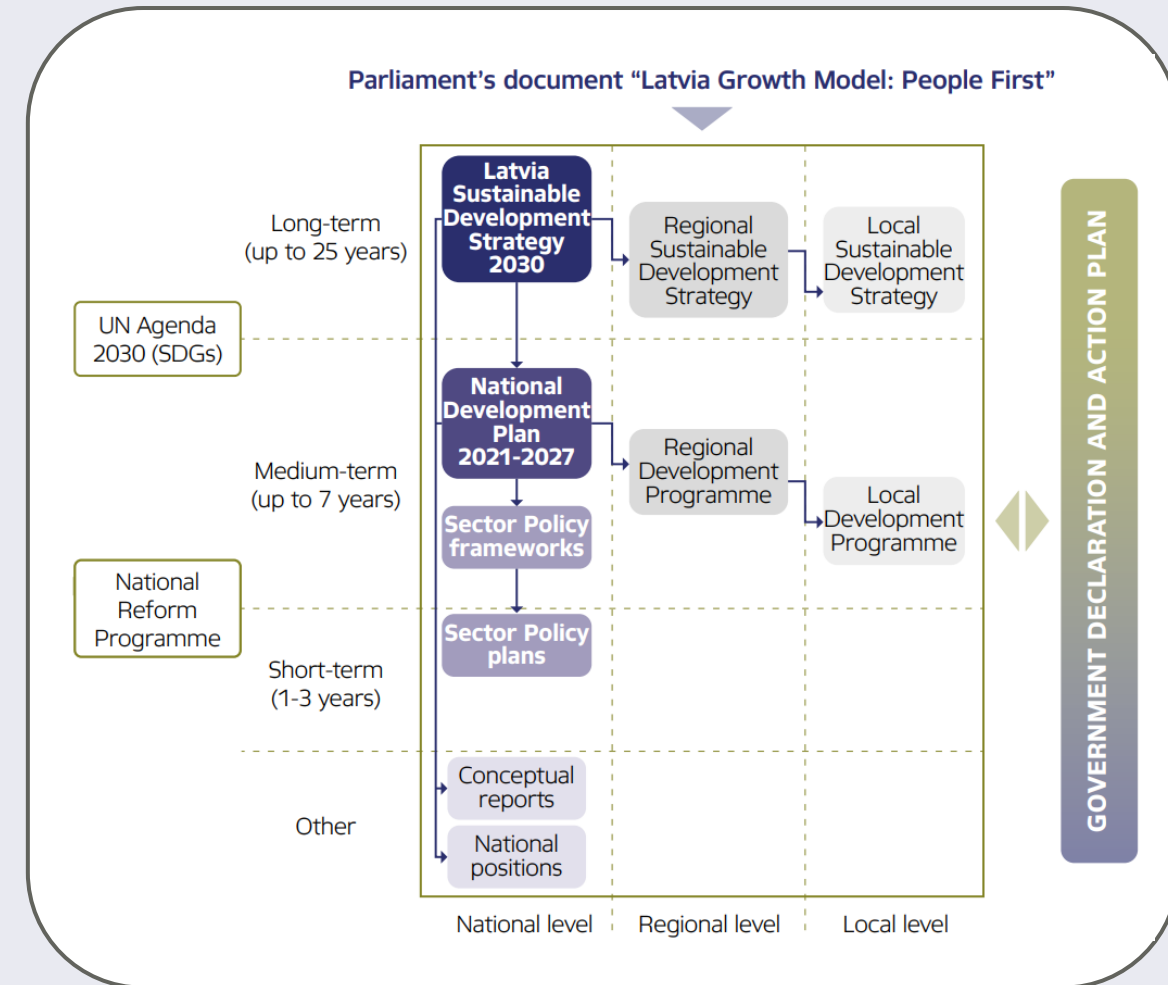 Parliament's document “Latvia Growth Model: People First”
Long-term
(up to 25 years)
Latvia
Sustainable
Development
Strategy
2030
Regional
Sustainable
Development
Strategy
Local
Sustainable
Development
Strategy
UN Agenda
2030 (SDGs)
Medium-term
(up to 7 years)
National
Development
Plan
2021-2027
Regional
Development
Programme
Local
Development
Programme
Sector Policy
frameworks
National
Reform
Programme
Short-term
(1-3 years)
Sector Policy
plans
Other
Conceptual
reports
National
positions
National level
Regional level
Local level
GOVERNMENT DECLARATION AND ACTION PLAN